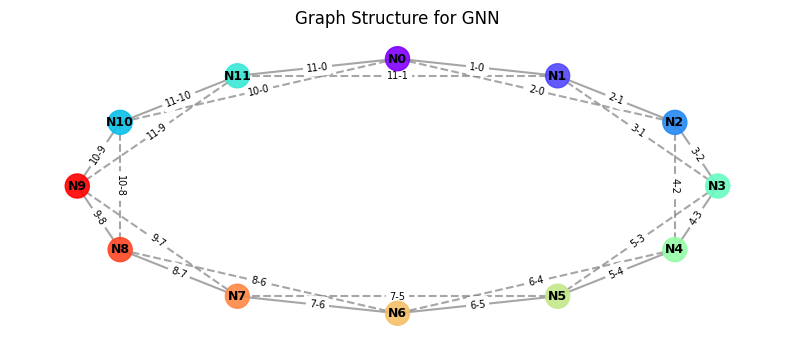 Graph Structure for GNN
N0
11-0
1-0
N11
11-1
N1
10-0
2-0
11-10
2-1
N10
N2
11-9
3-1
10-9
3-2
N9
10-8
4-2
N3
9-8
4-3
9-7
5-3
N8
N4
8-7
5-4
8-6
6-4
N7
7-5
N5
7-6
6-5
N6